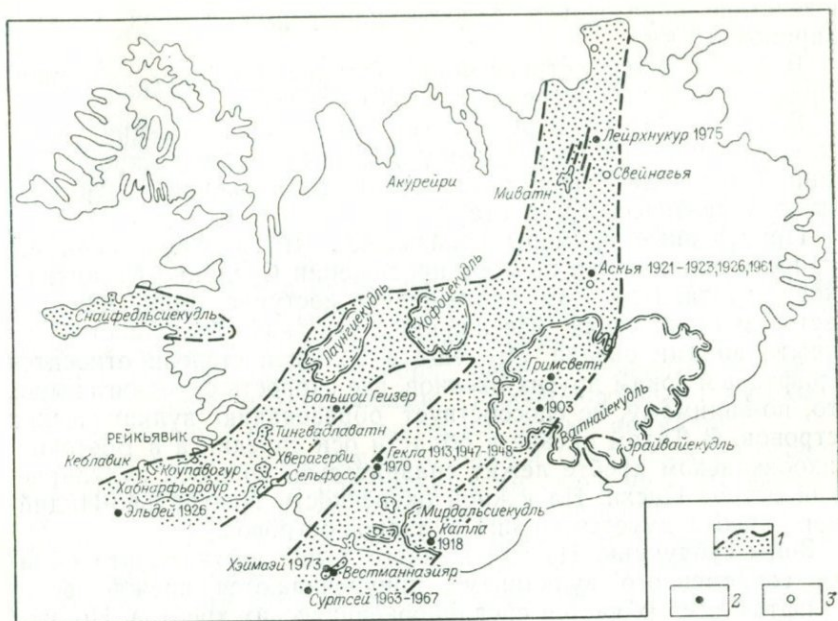 Лейрхнукур 1975
Свейнагья
Акурейри
Миватн
Аскья 1921–1923, 1926, 1961
Хофсйекудль
Лаунгйекудль
Снайфедльсйекудль
Гримсветн
Большой Гейзер
1903
Тингвадлаватн
Ватнайекудль
РЕЙКЬЯВИК
Эрайвайекудль
Кеблавик
Хверагерди
Гекла 1913, 1947–1948,
1970
Коупавогур
Сельфосс
Хабнарфьордур
Мирдальсйекудль
Эльдей 1926
Катла
1918
Хэймаэй 1973
Вестманнаэйяр
Суртсей 1963–1967
1
2
3